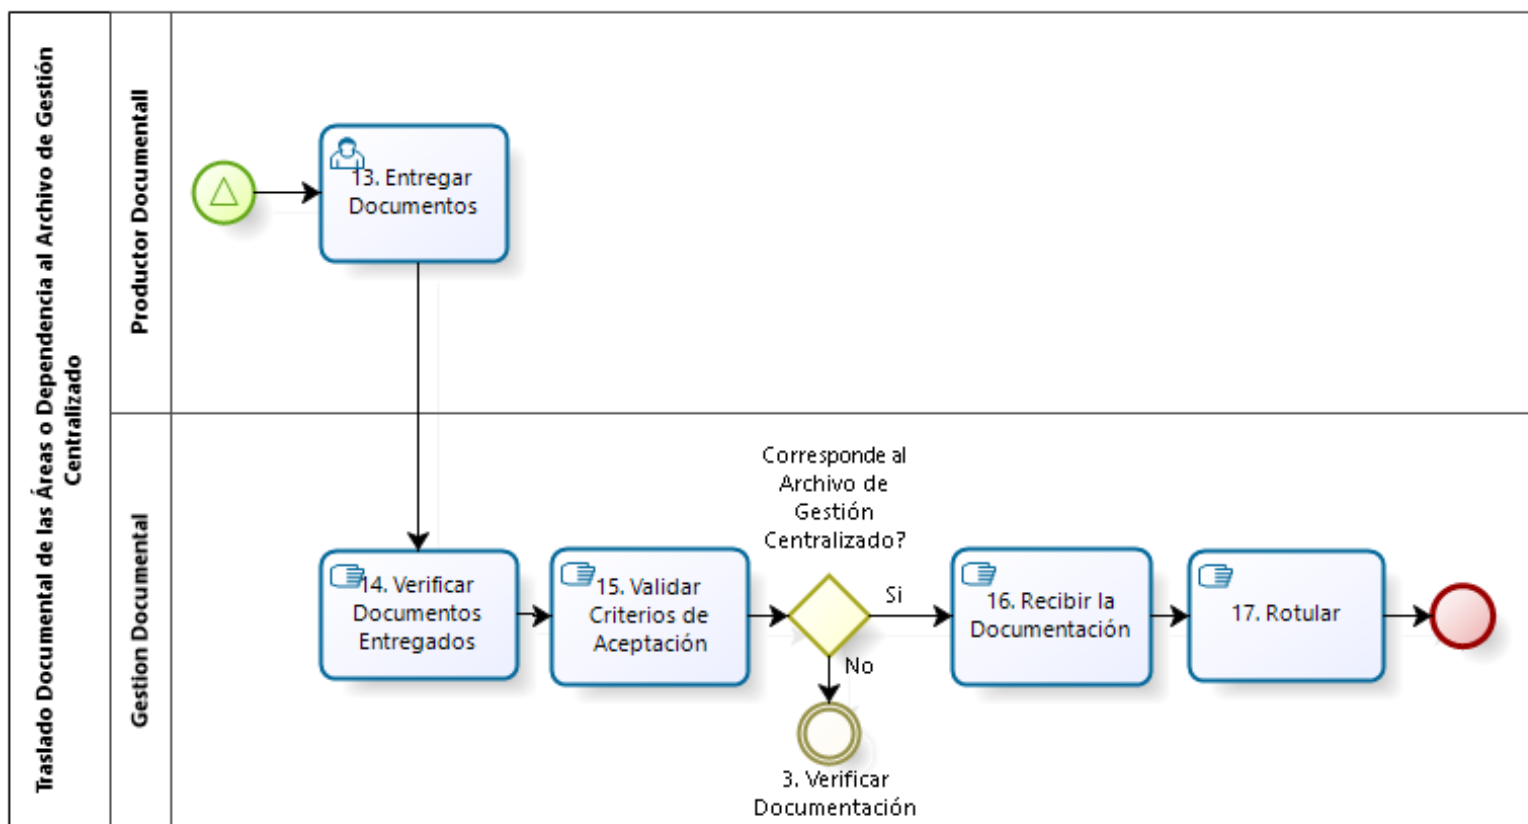 Traslado Documental de las Áreas o Dependencia al Archivo de Gestión
Centralizado
Productor Documentall
13. Entregar
Documentos
Gestion Documental
14. Verificar
Documentos
Entregados
15. Validar
Criterios de
Aceptación
Corresponde al
Archivo de
Gestión
Centralizado?
Si
No
3. Verificar
Documentación
16. Recibir la
Documentación
17. Rotular